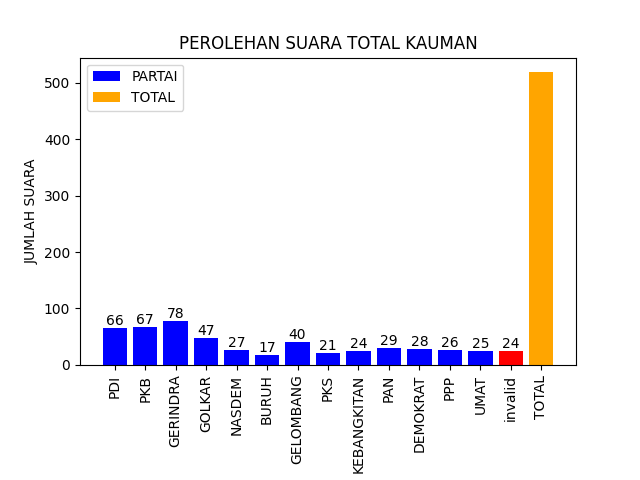 PEROLEHAN SUARA TOTAL KAUMAN
PARTAI
TOTAL
JUMLAH SUARA
500
400
300
200
100
0
66 67 78 47 27 17 40 21 24 29 28 26 25 24
PDI PKB GERINDRA GOLKAR NASDEM BURUH GELOMBANG PKS KEBANGKITAN PAN DEMOKRAT PPP UMAT invalid TOTAL